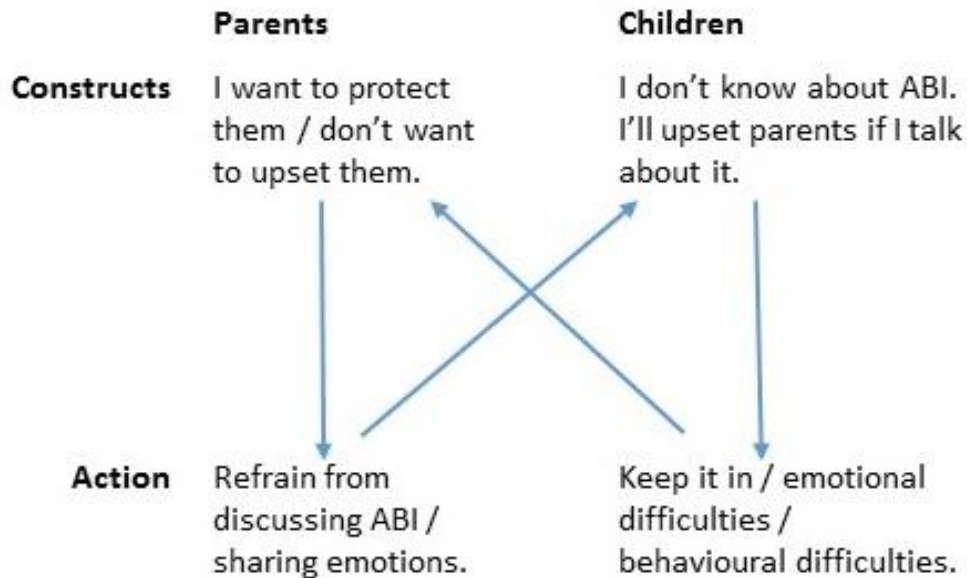 Parents Children
Constructs I want to protect I don't know about ABI.
them / don't want I'll upset parents if I talk
to upset them. about it.
Action Refrain from Keep it in / emotional
discussing ABI / difficulties /
sharing emotions. behavioural difficulties.